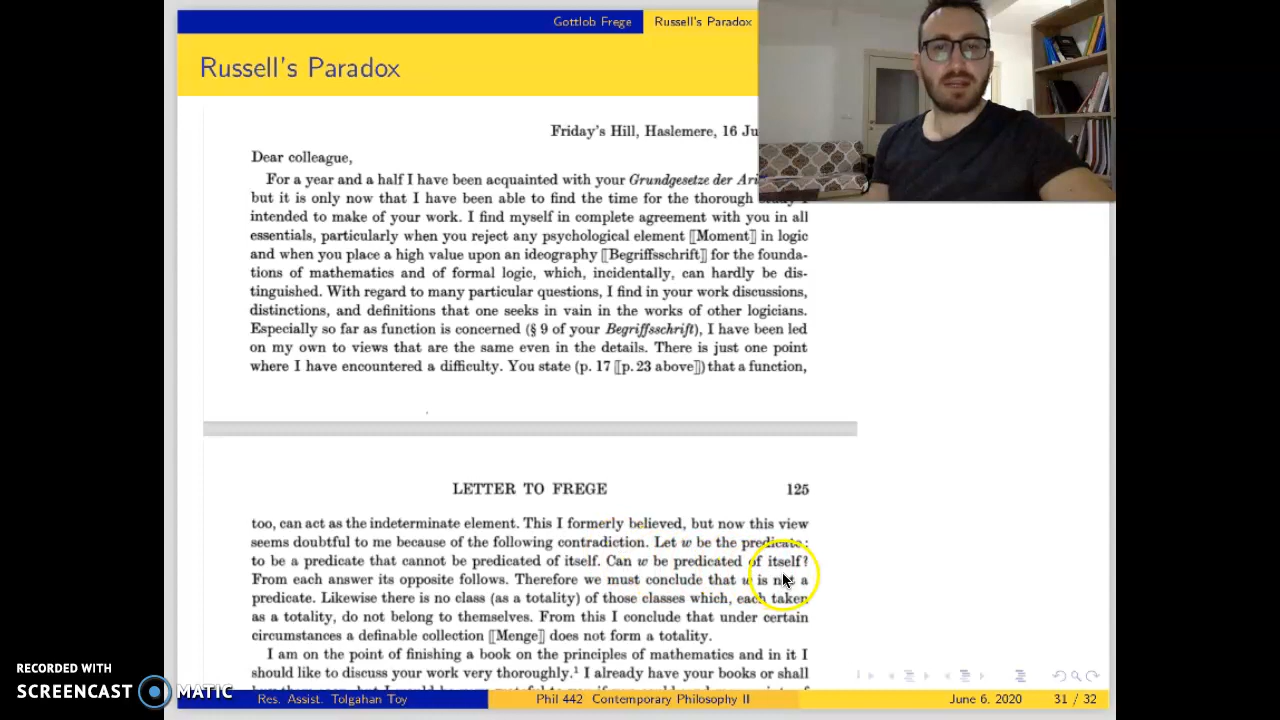 Gottlob Frege Russell's Paradox
Russell's Paradox
Friday's Hill, Haslemere, 16
Dear colleague,
For a year and a half I have been acquainted with your Grundgesetze der
but it is only now that I have been able to find the time for the thorough
intended to make of your work. I find myself in complete agreement with you in all
essentials, particularly when you reject any psychological element [[Moment]] in logic
and when you place a high value upon an ideography [[Begriffsschrift]] for the founda-
tions of mathematics and of formal logic, which, incidentally, can hardly be dis-
tinguished. With regard to many particular questions, I find in your work discussions,
distinctions, and definitions that one seeks in vain in the works of other logicians.
Especially so far as function is concerned (§ 9 of your Begriffsschrift), I have been led
on my own to views that are the same even in the details. There is just one point
where I have encountered a difficulty. You state (p. 17 [[p. 23 above]]) that a function,
LETTER TO FREGE 125
too, can act as the indeterminate element. This I formerly believed, but now this view
seems doubtful to me because of the following contradiction. Let w be the predicate:
to be a predicate that cannot be predicated of itself. Can w be predicated of itself?
From each answer its opposite follows. Therefore we must conclude that w is not a
predicate. Likewise there is no class (as a totality) of those classes which, each taken
as a totality, do not belong to themselves. From this I conclude that under certain
circumstances a definable collection [[Menge]] does not form a totality.
I am on the point of finishing a book on the principles of mathematics and in it I
should like to discuss your work very thoroughly.¹ I already have your books or shall
Res. Assist. Tolgahan Toy Phil 442 Contemporary Philosophy II June 6, 2020 31 / 32
RECORDED WITH
SCREENCAST MATIC